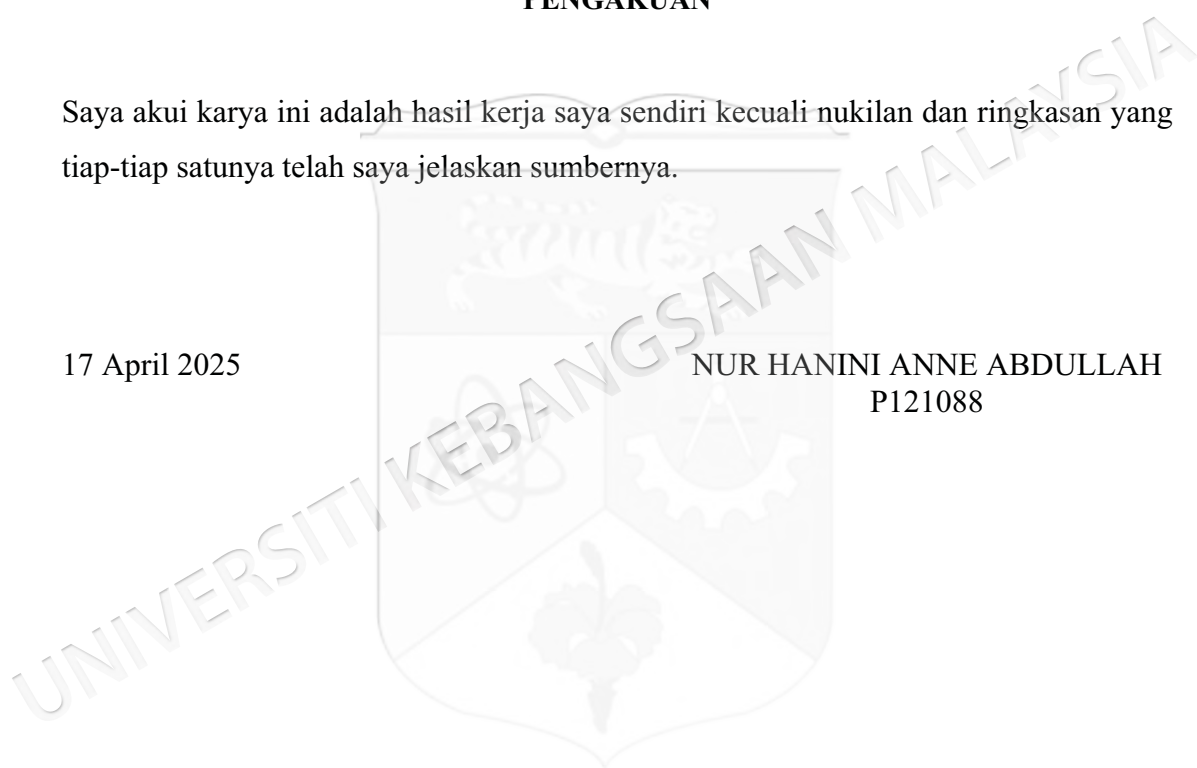 PENGAKUAN
Saya akui karya ini adalah hasil kerja saya sendiri kecuali nukilan dan ringkasan yang
tiap-tiap satunya telah saya jelaskan sumbernya.
17 April 2025
NUR HANINI ANNE ABDULLAH
P121088
UNIVERSITI KEBANGSAAN MALAYSIA